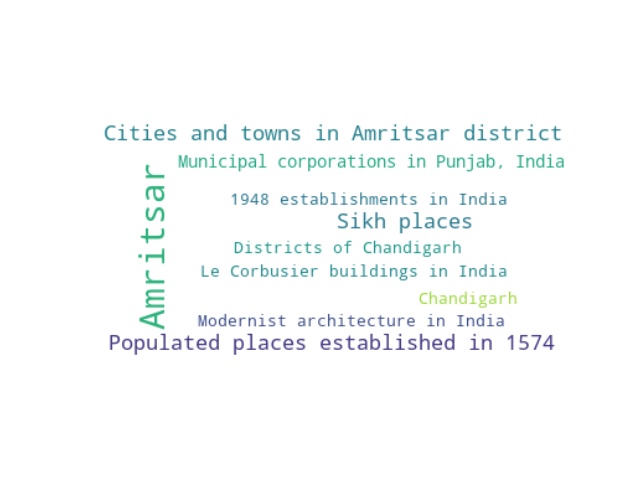 Cities and towns in Amritsar district
Municipal corporations in Punjab, India
Amritsar
1948 establishments in India
Sikh places
Districts of Chandigarh
Le Corbusier buildings in India
Chandigarh
Modernist architecture in India
Populated places established in 1574